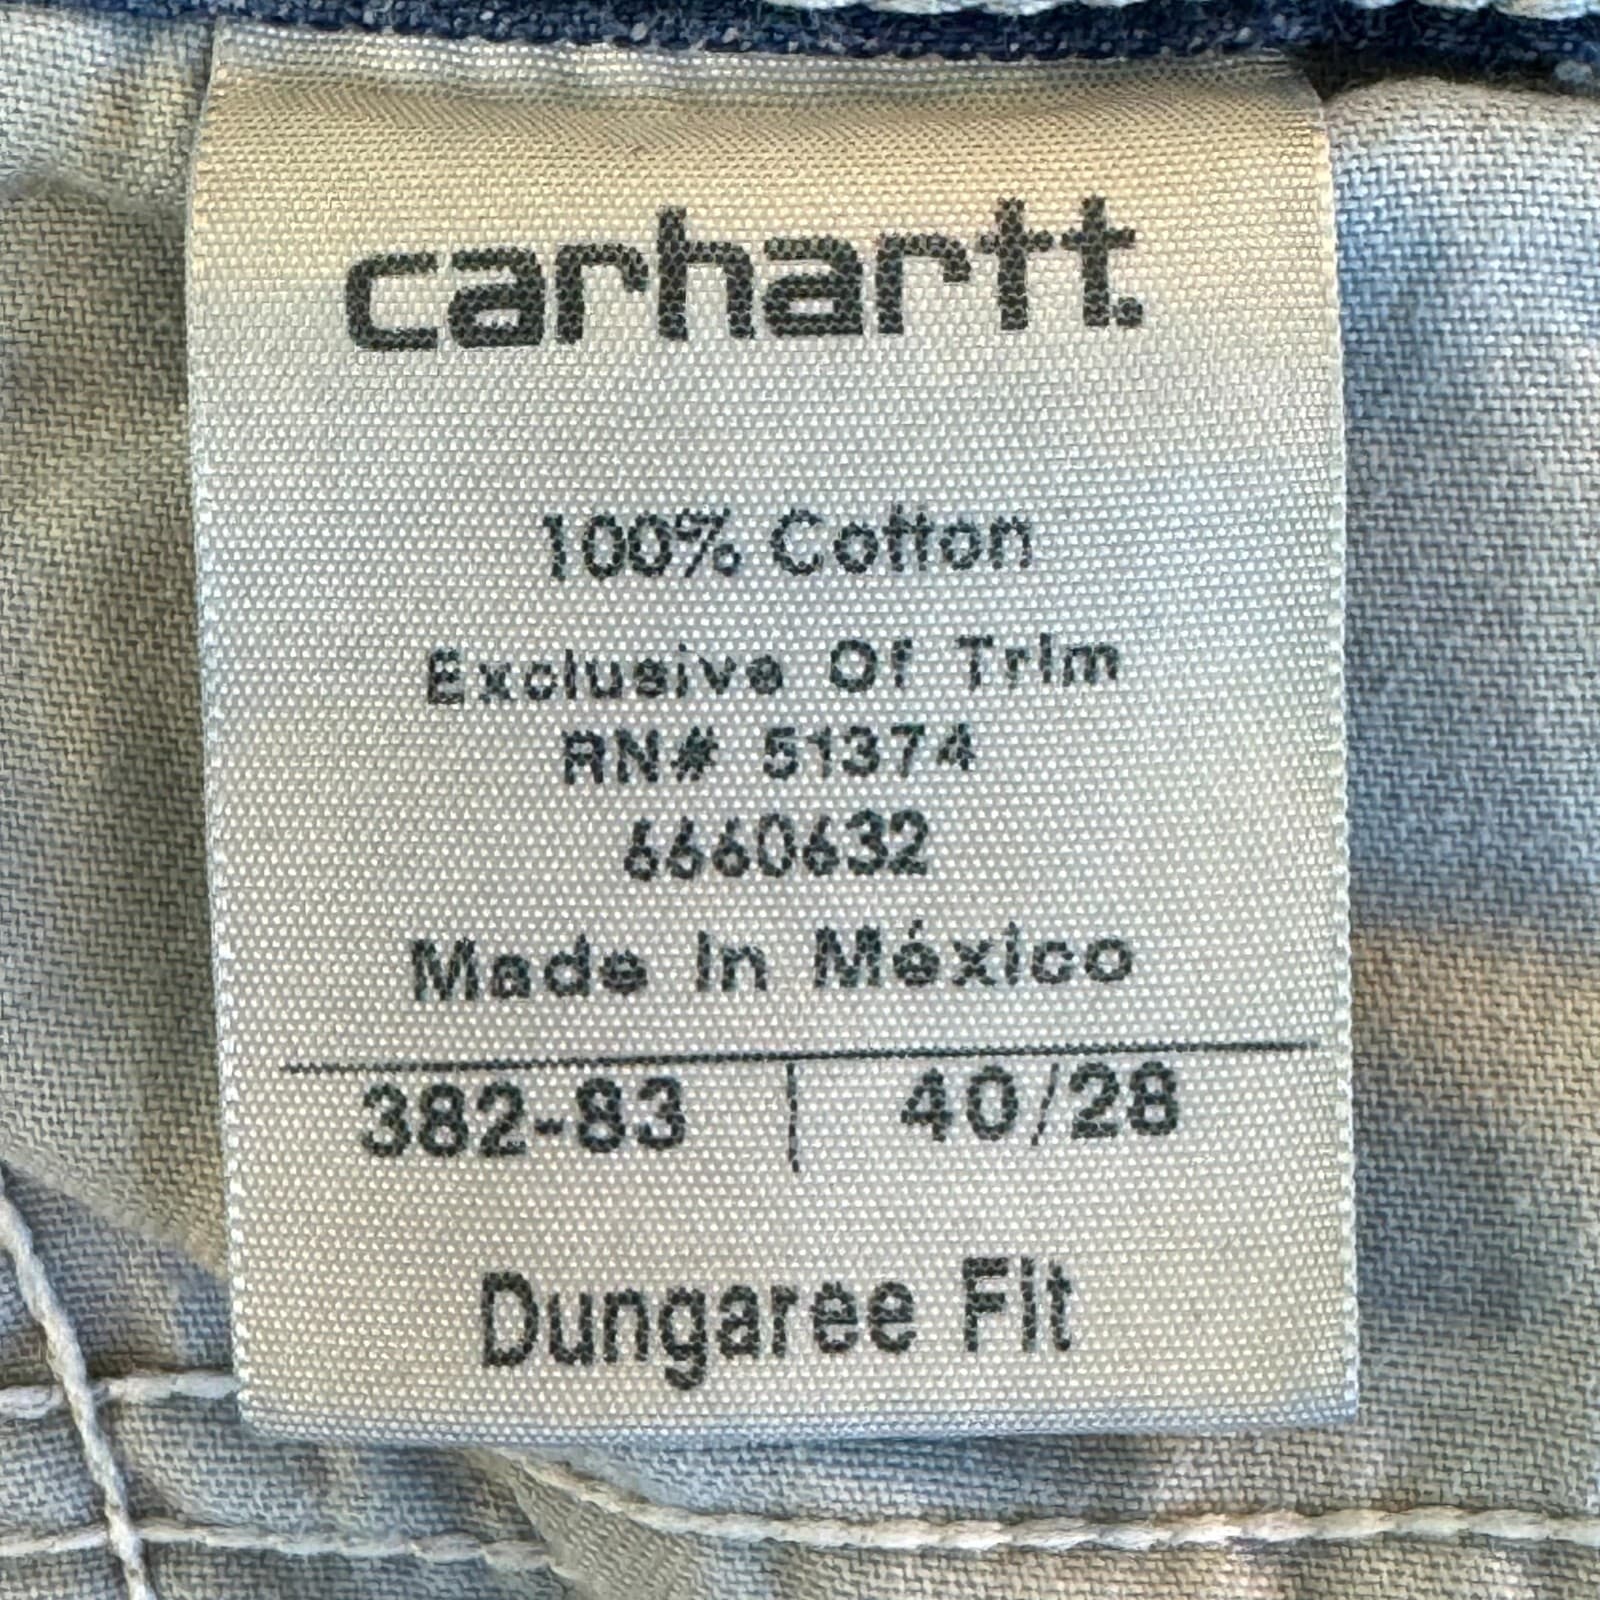 carhartt.
100% Cotton
Exclusive Of Trim
RN# 51374
6660632
Made In México
382-83 | 40/28
Dungaree Fit